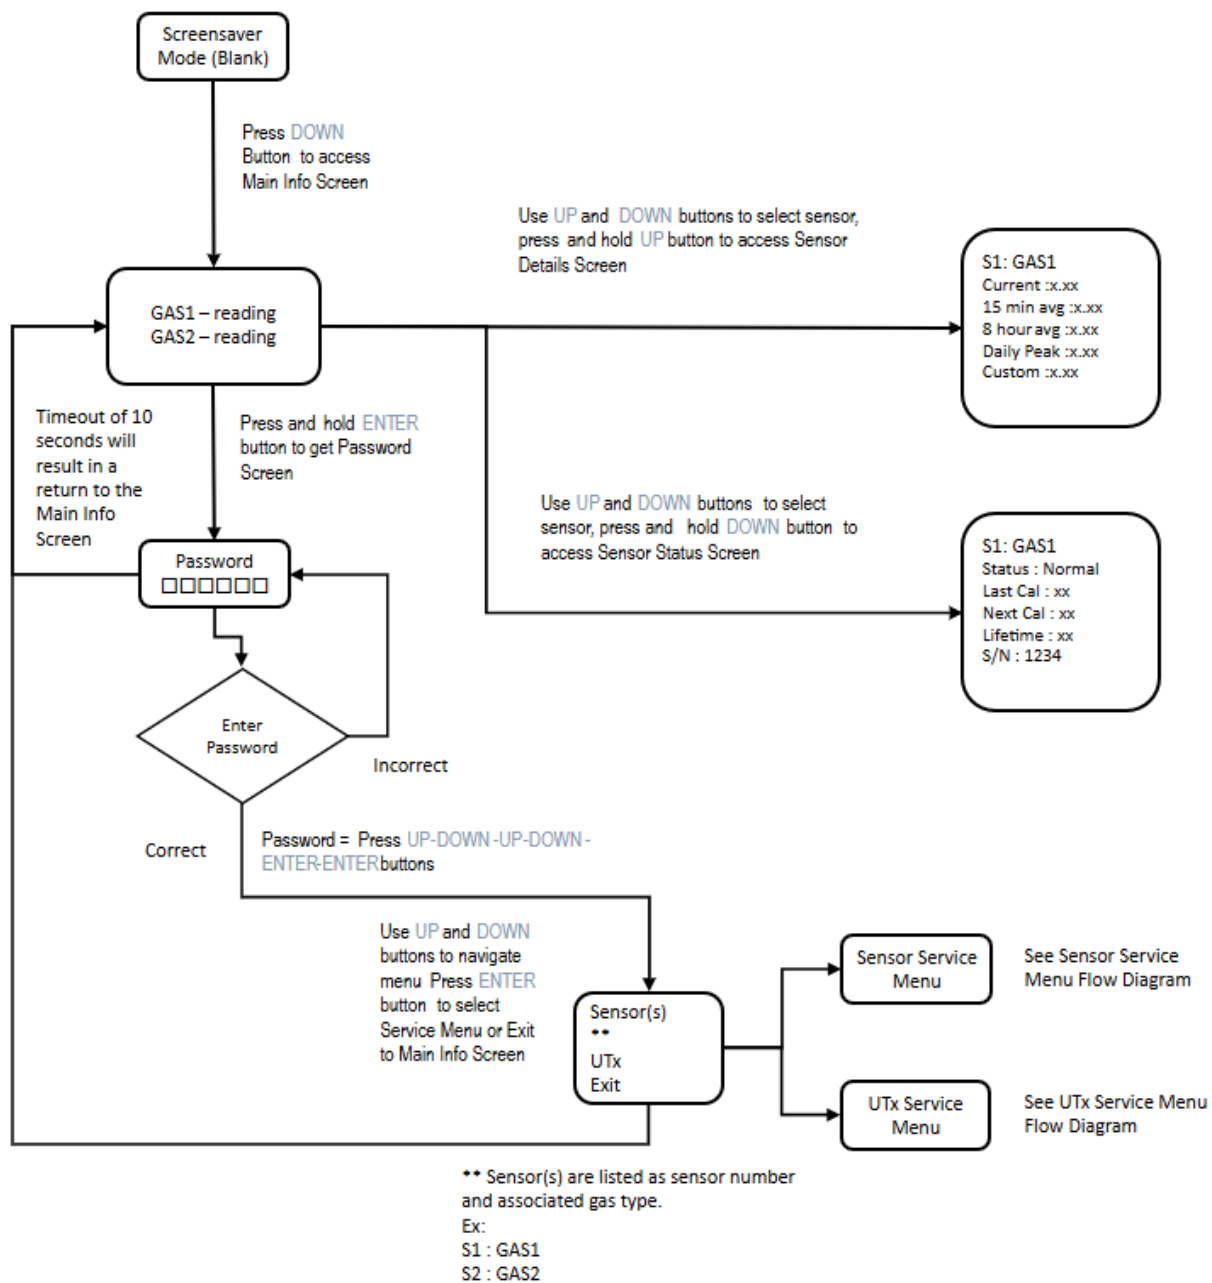 Screensaver
Mode (Blank)
Press DOWN
Button to access
Main Info Screen
Use UP and DOWN buttons to select sensor,
press and hold UP button to access Sensor
Details Screen
S1: GAS1
Current :x.xx
15 min avg :x.xx
8 hour avg :x.xx
Daily Peak :x.xx
Custom :x.xx
GAS1 – reading
GAS2 – reading
Timeout of 10
seconds will
result in a
return to the
Main Info
Screen
Press and hold ENTER
button to get Password
Screen
Use UP and DOWN buttons to select
sensor, press and hold DOWN button to
access Sensor Status Screen
S1: GAS1
Status : Normal
Last Cal : xx
Next Cal : xx
Lifetime : xx
S/N : 1234
Password
□□□□□□
Enter
Password
Incorrect
Correct
Password = Press UP-DOWN-UP-DOWN-
ENTER-ENTER buttons
Use UP and DOWN
buttons to navigate
menu Press ENTER
button to select
Service Menu or Exit
to Main Info Screen
Sensor(s)
**
UTx
Exit
Sensor Service
Menu
See Sensor Service
Menu Flow Diagram
UTx Service
Menu
See UTx Service Menu
Flow Diagram
** Sensor(s) are listed as sensor number
and associated gas type.
Ex:
S1 : GAS1
S2 : GAS2